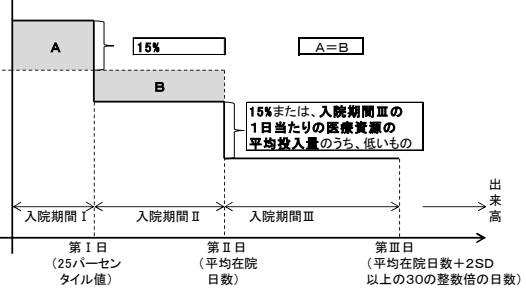 A
15%
A＝B
B
15%または、入院期間Ⅲの
1日当たりの医療資源の
平均投入量のうち、低いもの
入院期間Ⅰ
入院期間Ⅱ
入院期間Ⅲ
出
来
高
第Ⅰ日
（25パーセン
タイル値）
第Ⅱ日
（平均在院
日数）
第Ⅲ日
（平均在院日数＋2SD
以上の30の整数倍の日数）